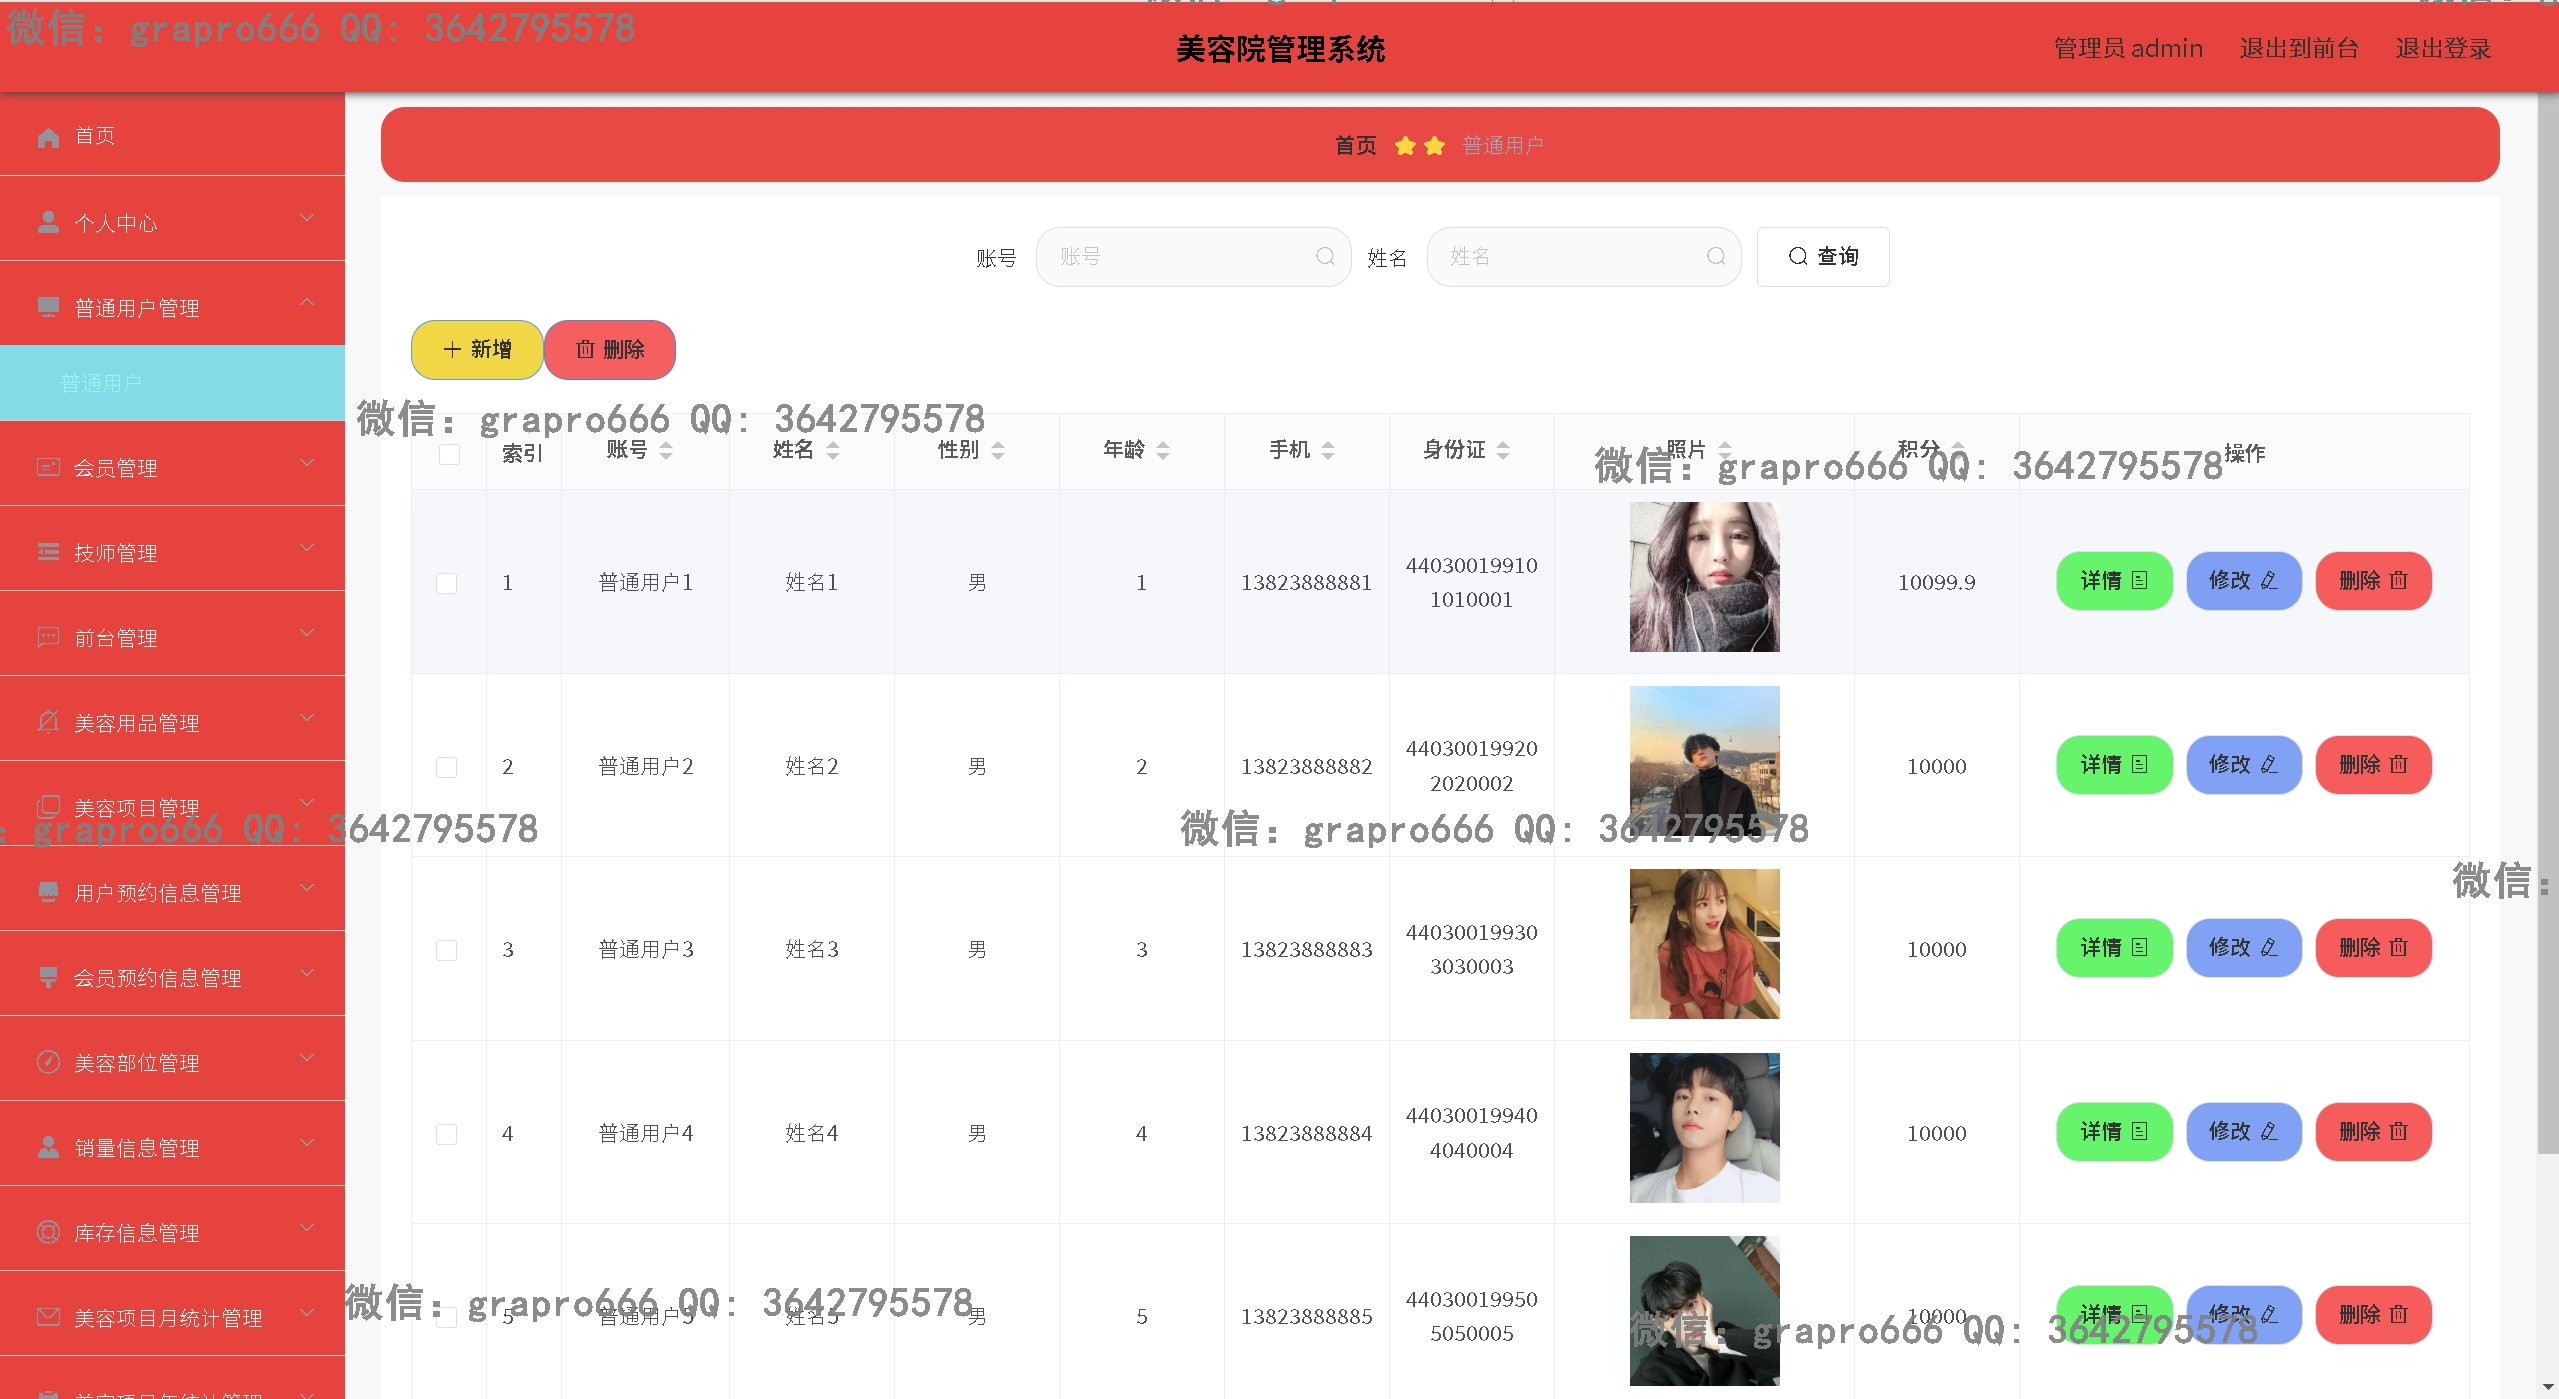 微信: grapro666 QQ: 3642795578
美容院管理系统
管理员 admin 退出到前台 退出登录
首页
个人中心
普通用户管理
普通用户
会员管理
技师管理
前台管理
美容用品管理
美容项目管理
用户预约信息管理
会员预约信息管理
美容部位管理
销量信息管理
库存信息管理
美容项目月统计管理
首页 普通用户
账号 账号 姓名 姓名 查询
新增 删除
微信: grapro666 QQ: 3642795578
索引 账号 姓名 性别 年龄 手机 身份证 照片 积分 操作
微信: grapro666 QQ: 3642795578
1 普通用户1 姓名1 男 1 13823888881 44030019910 10099.9 详情 修改 删除
1010001
2 普通用户2 姓名2 男 2 13823888882 44030019920 10000 详情 修改 删除
2020002
: grapro666 QQ: 3642795578
微信: grapro666 QQ: 3642795578
微信:
3 普通用户3 姓名3 男 3 13823888883 44030019930 10000 详情 修改 删除
3030003
4 普通用户4 姓名4 男 4 13823888884 44030019940 10000 详情 修改 删除
4040004
5 普通用户5 姓名5 男 5 13823888885 44030019950 10000 详情 修改 删除
5050005
微信: grapro666 QQ: 3642795578
微信: grapro666 QQ: 3642795578